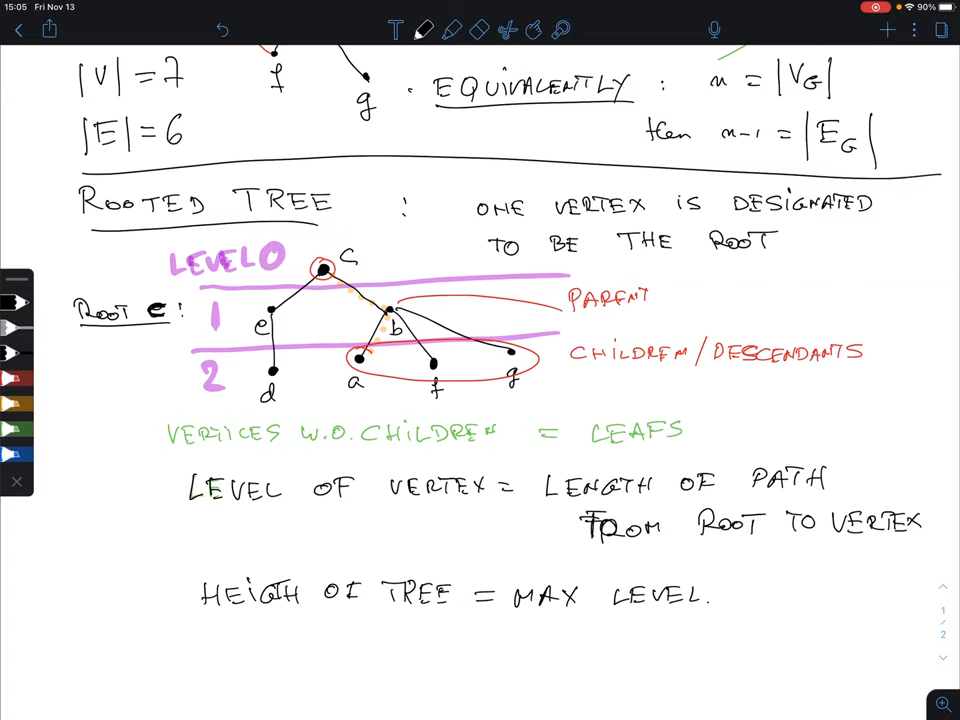 15:05 Fri Nov 13
90%
|V| = 7
f
g
. EQUIVALENTLY : n = |V_G|
|E| = 6
then n-1 = |E_G|
ROOTED TREE : ONE VERTEX IS DESIGNATED
TO BE THE ROOT
LEVEL 0
c
ROOT c :
1
e
b
PARENT
2
d
a
f
g
CHILDREN/DESCENDANTS
VERTICES W.O. CHILDREN = LEAFS
LEVEL OF VERTEX = LENGTH OF PATH
FROM ROOT TO VERTEX
HEIGTH OF TREE = MAX LEVEL.
1
/
2